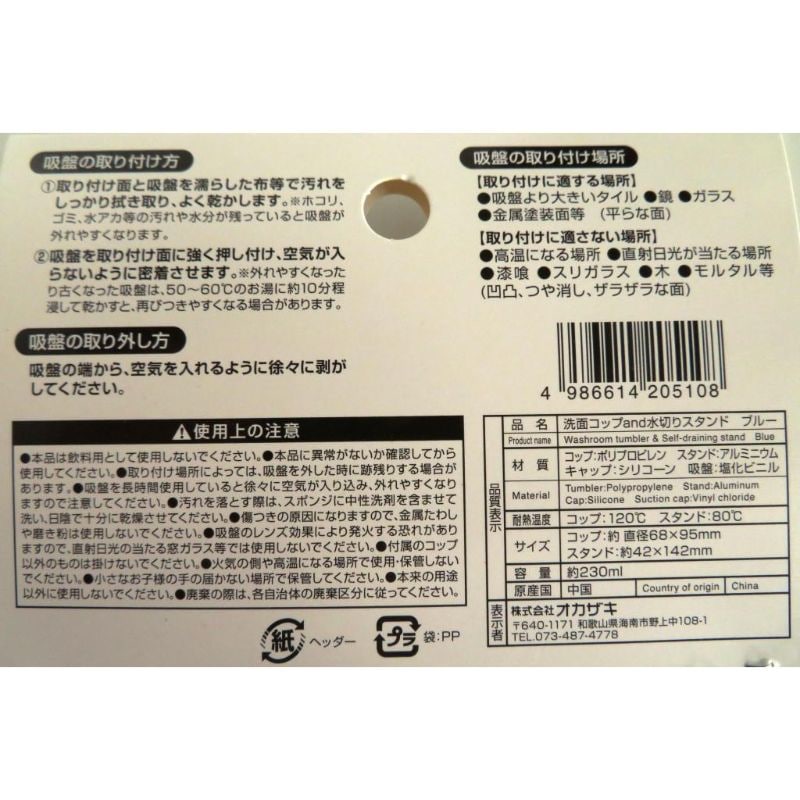 吸盤の取り付け方
①取り付け面と吸盤を濡らした布等で汚れを
しっかり拭き取り、よく乾かします。※ホコリ、
ゴミ、水アカ等の汚れや水分が残っていると吸盤が
外れやすくなります。
②吸盤を取り付け面に強く押し付け、空気が入
らないように密着させます。※外れやすくなった
り古くなった吸盤は、50～60℃のお湯に約10分程
浸して乾かすと、再びつきやすくなる場合があります。
吸盤の取り外し方
吸盤の端から、空気を入れるように徐々に剥が
してください。
吸盤の取り付け場所
【取り付けに適する場所】
●吸盤より大きいタイル ●鏡 ●ガラス
●金属塗装面等 (平らな面)
【取り付けに適さない場所】
●高温になる場所 ●直射日光が当たる場所
●漆喰 ●スリガラス ●木 ●モルタル等
(凹凸、つや消し、ザラザラな面)
4 986614 205108
⚠使用上の注意
●本品は飲料用として使用しないでください。●本品に異常がないか確認してから
使用してください。●取り付け場所によっては、吸盤を外した時に跡残りする場合が
あります。●吸盤を長時間使用していると徐々に空気が入り込み、外れやすくなり
ますので注意してください。●汚れを落とす際は、スポンジに中性洗剤を含ませて
洗い、日陰で十分に乾燥させてください。●傷つきの原因になりますので、金属たわし
や磨き粉は使用しないでください。●吸盤のレンズ効果により発火する恐れがあり
ますので、直射日光の当たる窓ガラス等では使用しないでください。●付属のコップ
以外のものは掛けないでください。●火気の側や高温になる場所で使用・保管しない
でください。●小さなお子様の手の届かない場所で保管してください。●本来の用途
以外に使用しないでください。●廃棄の際は、各自治体の廃棄区分に従ってください。
紙 ヘッダー プラ 袋:PP
品質表示
品 名 洗面コップand水切りスタンド ブルー
Product name Washroom tumbler & Self-draining stand Blue
材 質 コップ:ポリプロピレン スタンド:アルミニウム
キャップ:シリコーン 吸盤:塩化ビニル
Material Tumbler:Polypropylene Stand:Aluminum
Cap:Silicone Suction cap:Vinyl chloride
耐熱温度 コップ:120℃ スタンド:80℃
サイズ コップ:約 直径68×95mm
スタンド:約42×142mm
容 量 約230ml
原産国 中国 Country of origin China
表示者 株式会社オカザキ
〒640-1171 和歌山県海南市野上中108-1
TEL.073-487-4778